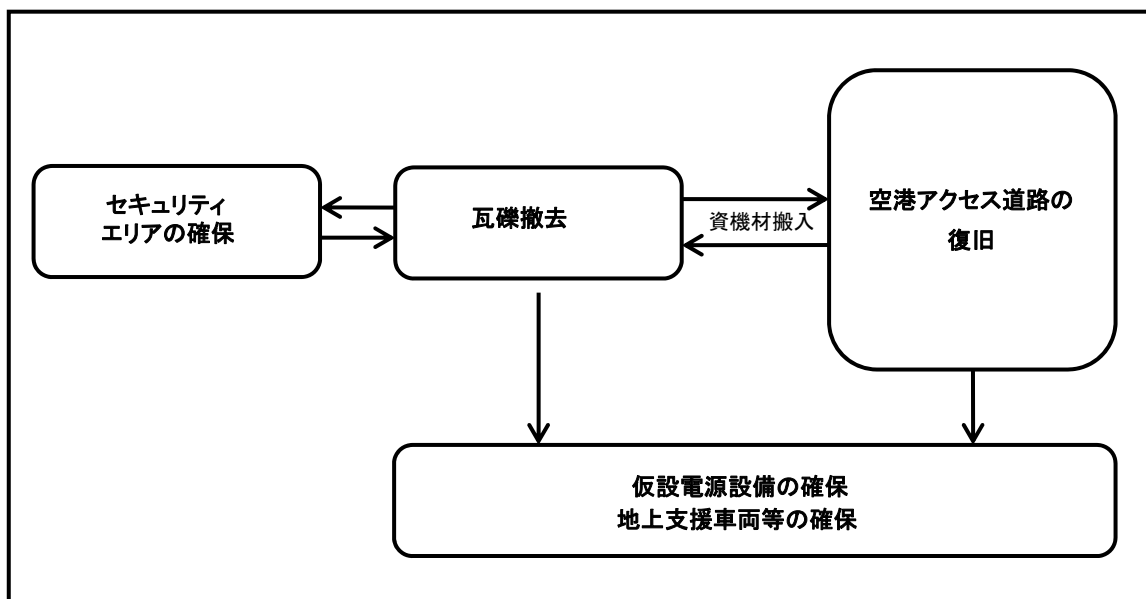 セキュリティ
エリアの確保
瓦礫撤去
資機材搬入
空港アクセス道路の
復旧
仮設電源設備の確保
地上支援車両等の確保